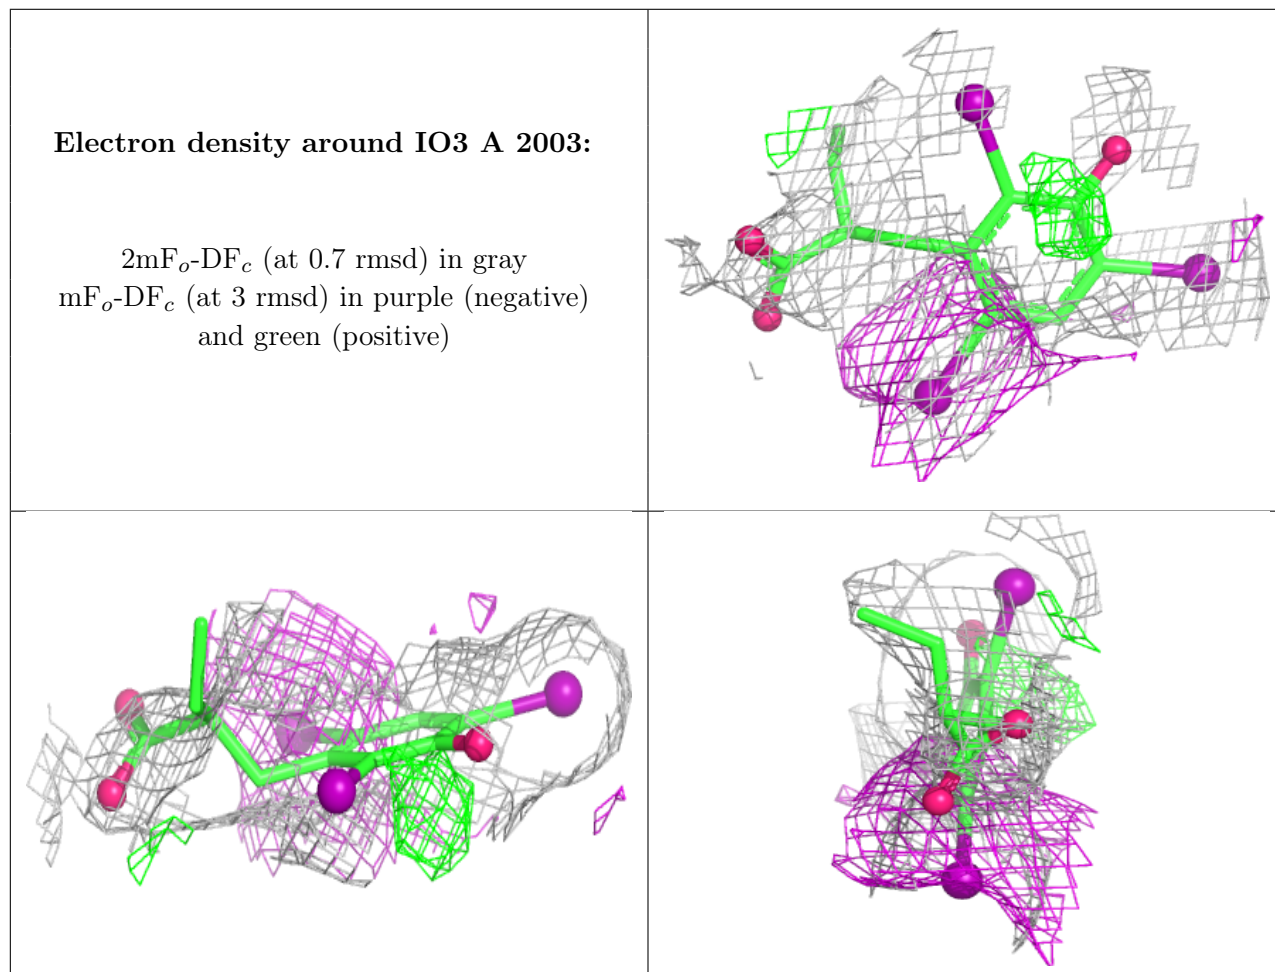 Electron density around IO3 A 2003:
2mFo-DFc (at 0.7 rmsd) in gray
mFo-DFc (at 3 rmsd) in purple (negative)
and green (positive)